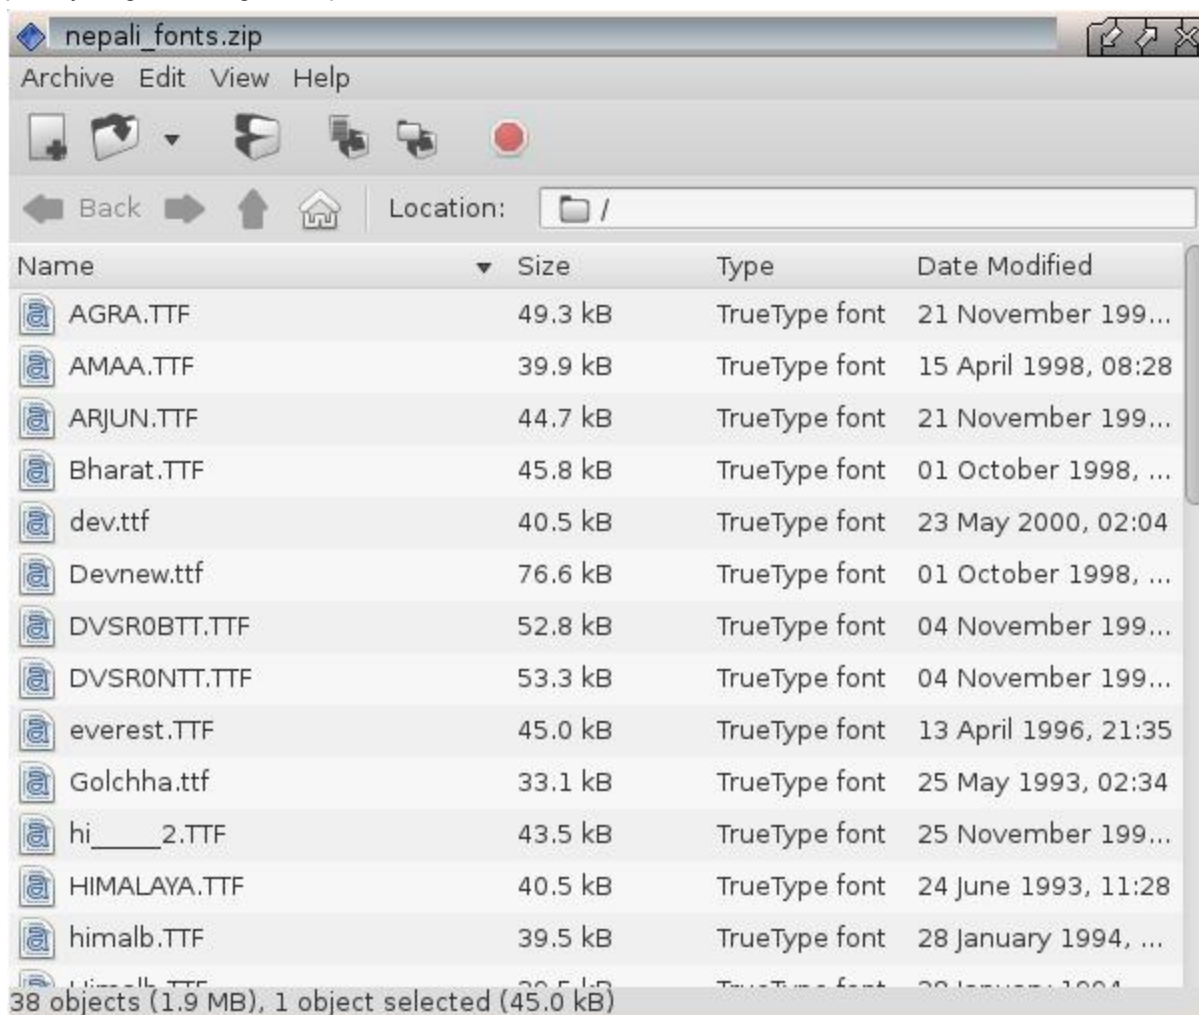 nepali_fonts.zip
Archive Edit View Help
Back Location: /
Name Size Type Date Modified
AGRA.TTF 49.3 kB TrueType font 21 November 199...
AMAA.TTF 39.9 kB TrueType font 15 April 1998, 08:28
ARJUN.TTF 44.7 kB TrueType font 21 November 199...
Bharat.TTF 45.8 kB TrueType font 01 October 1998, ...
dev.ttf 40.5 kB TrueType font 23 May 2000, 02:04
Devnew.ttf 76.6 kB TrueType font 01 October 1998, ...
DVSR0BTT.TTF 52.8 kB TrueType font 04 November 199...
DVSR0NTT.TTF 53.3 kB TrueType font 04 November 199...
everest.TTF 45.0 kB TrueType font 13 April 1996, 21:35
Golchha.ttf 33.1 kB TrueType font 25 May 1993, 02:34
hi_____2.TTF 43.5 kB TrueType font 25 November 199...
HIMALAYA.TTF 40.5 kB TrueType font 24 June 1993, 11:28
himalb.TTF 39.5 kB TrueType font 28 January 1994, ...
38 objects (1.9 MB), 1 object selected (45.0 kB)